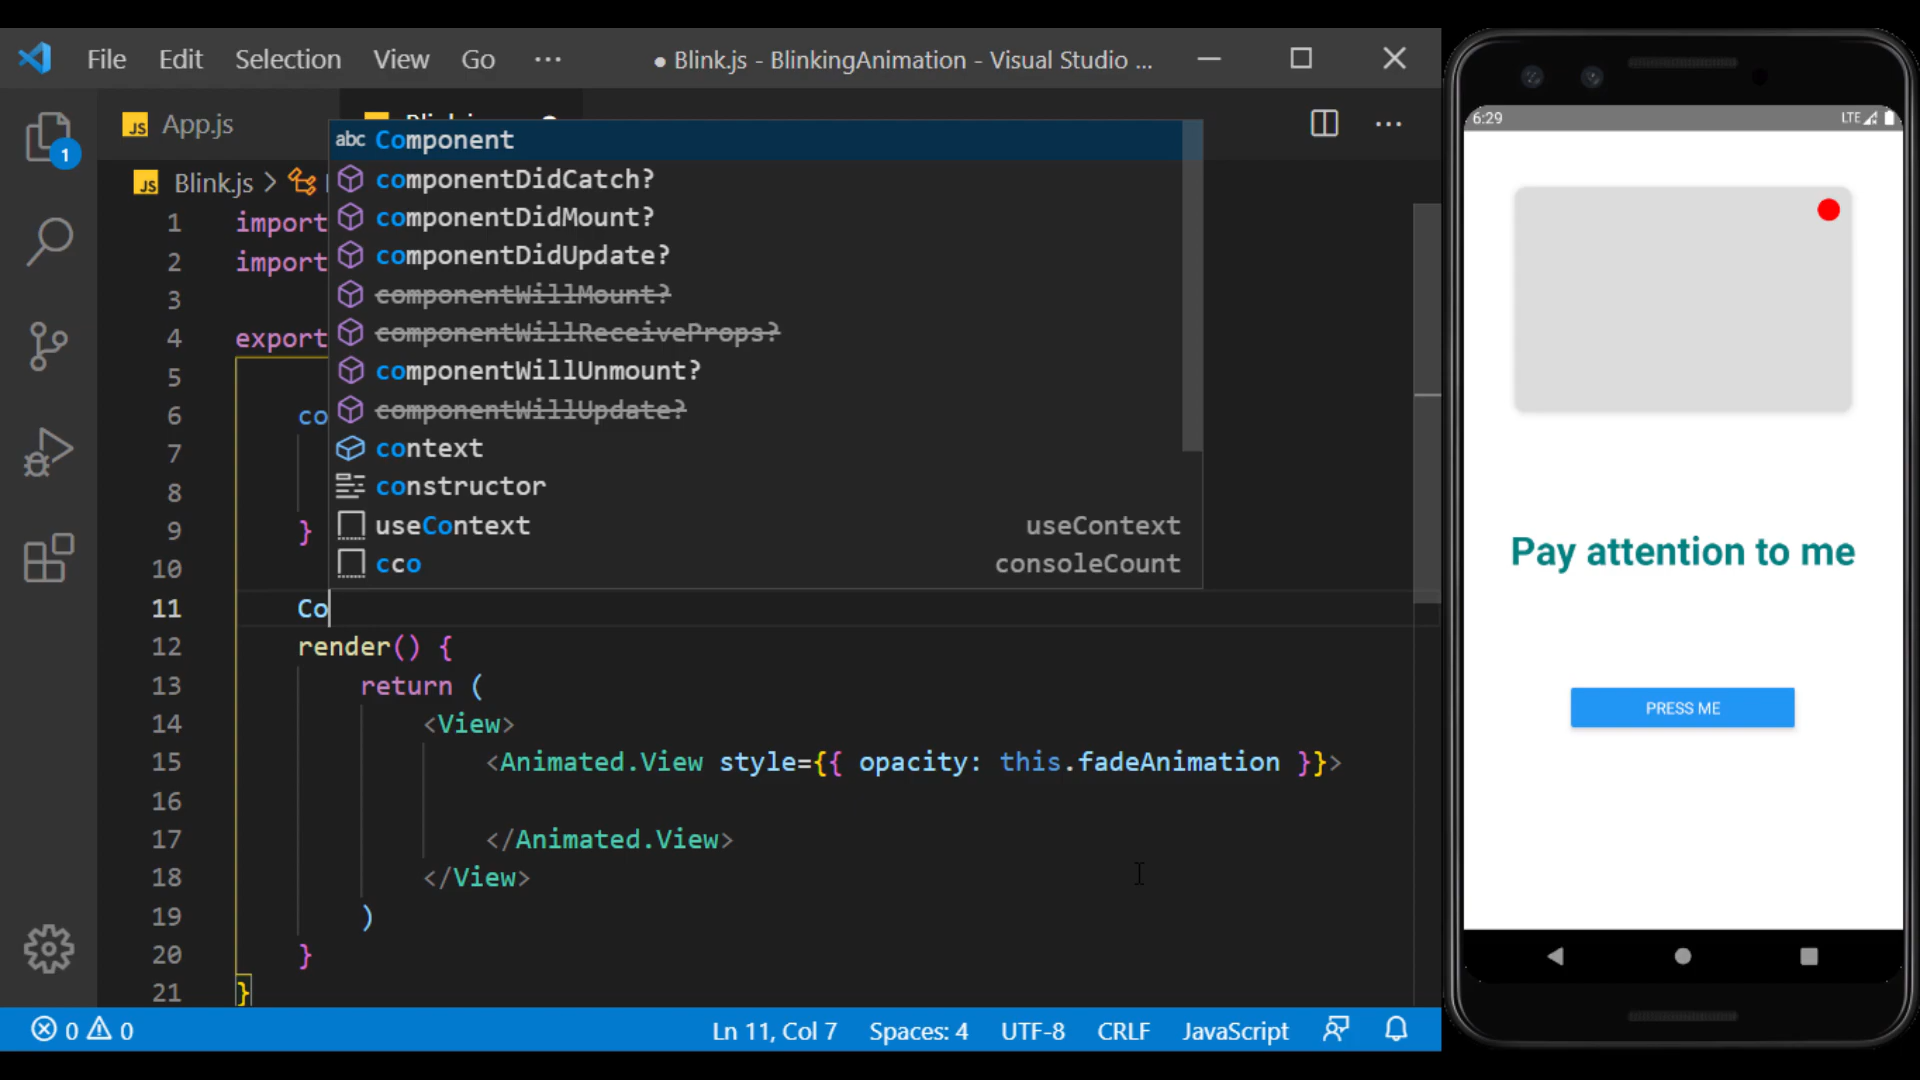 File Edit Selection View Go ··· ● Blink.js - BlinkingAnimation - Visual Studio ...
1
JS App.js
JS Blink.js >
abc Component
componentDidCatch?
componentDidMount?
componentDidUpdate?
componentWillMount?
componentWillReceiveProps?
componentWillUnmount?
componentWillUpdate?
context
constructor
useContext useContext
cco consoleCount
1 import
2 import
3
4 export
5
6 co
7
8
9 }
10
11 Co
12 render() {
13 return (
14 <View>
15 <Animated.View style={{ opacity: this.fadeAnimation }}>
16
17 </Animated.View>
18 </View>
19 )
20 }
21 }
0 0 Ln 11, Col 7 Spaces: 4 UTF-8 CRLF JavaScript
6:29 LTE
Pay attention to me
PRESS ME